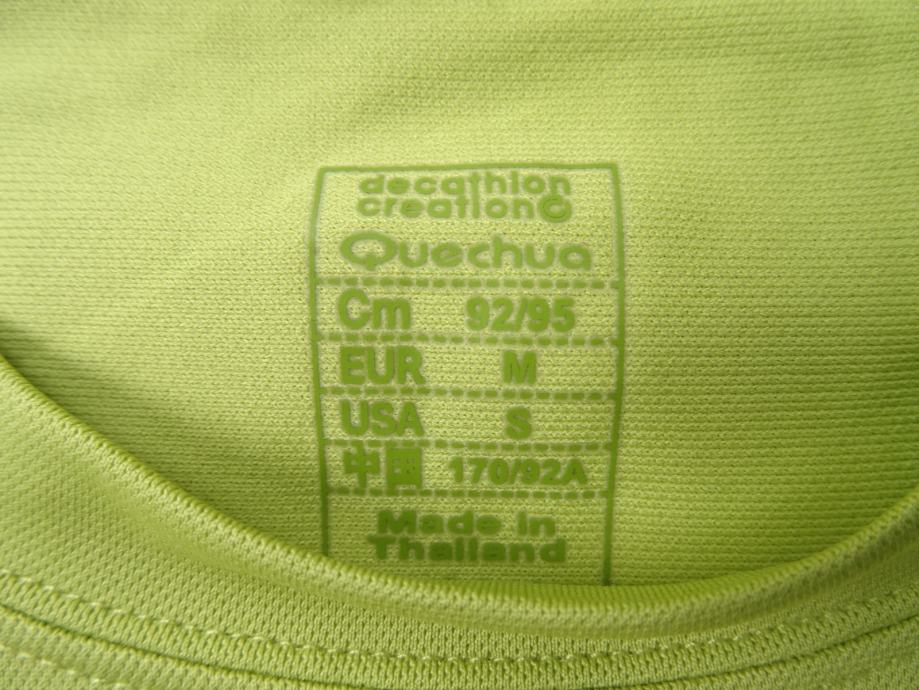 decathlon
creation©
Quechua
Cm 92/95
EUR M
USA S
中国 170/92A
Made in
Thailand